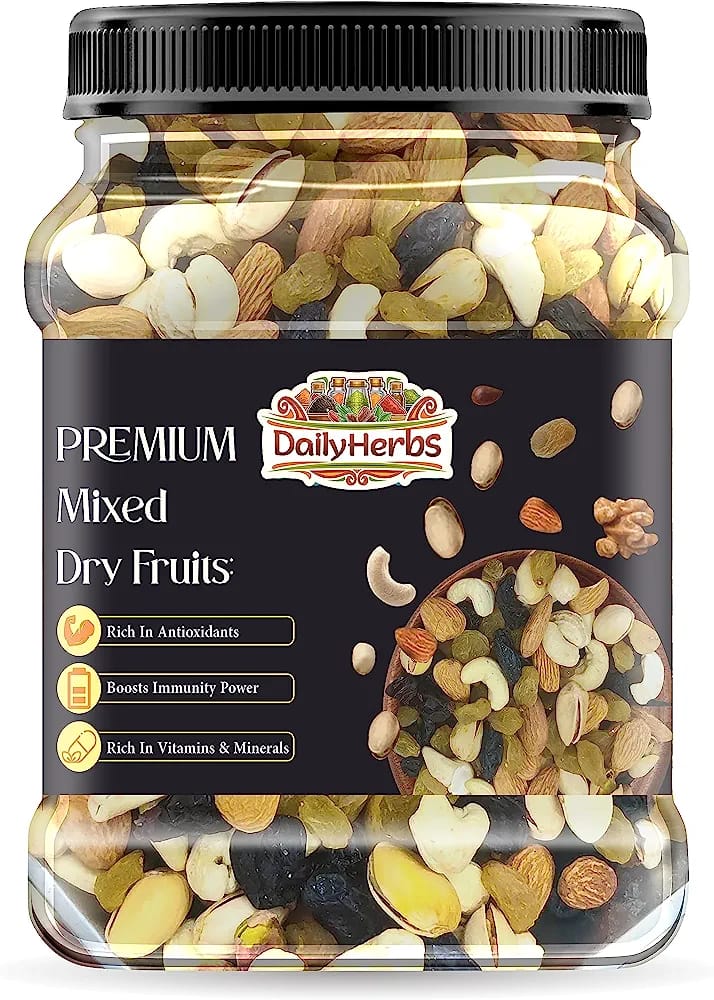 DailyHerbs
PREMIUM
Mixed
Dry Fruits:
Rich In Antioxidants
Boosts Immunity Power
Rich In Vitamins & Minerals